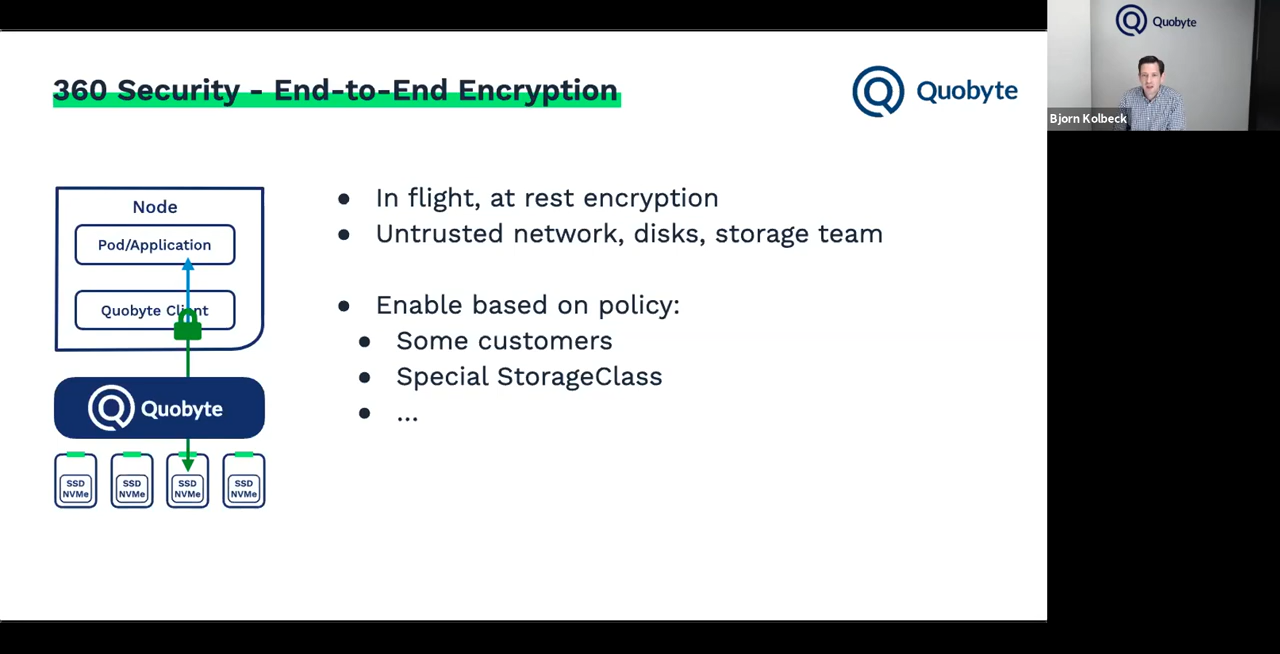 360 Security - End-to-End Encryption
Quobyte
Quobyte
Bjorn Kolbeck
Node
Pod/Application
Quobyte Client
Quobyte
SSD NVMe
SSD NVMe
SSD NVMe
SSD NVMe
● In flight, at rest encryption
● Untrusted network, disks, storage team
● Enable based on policy:
● Some customers
● Special StorageClass
● ...